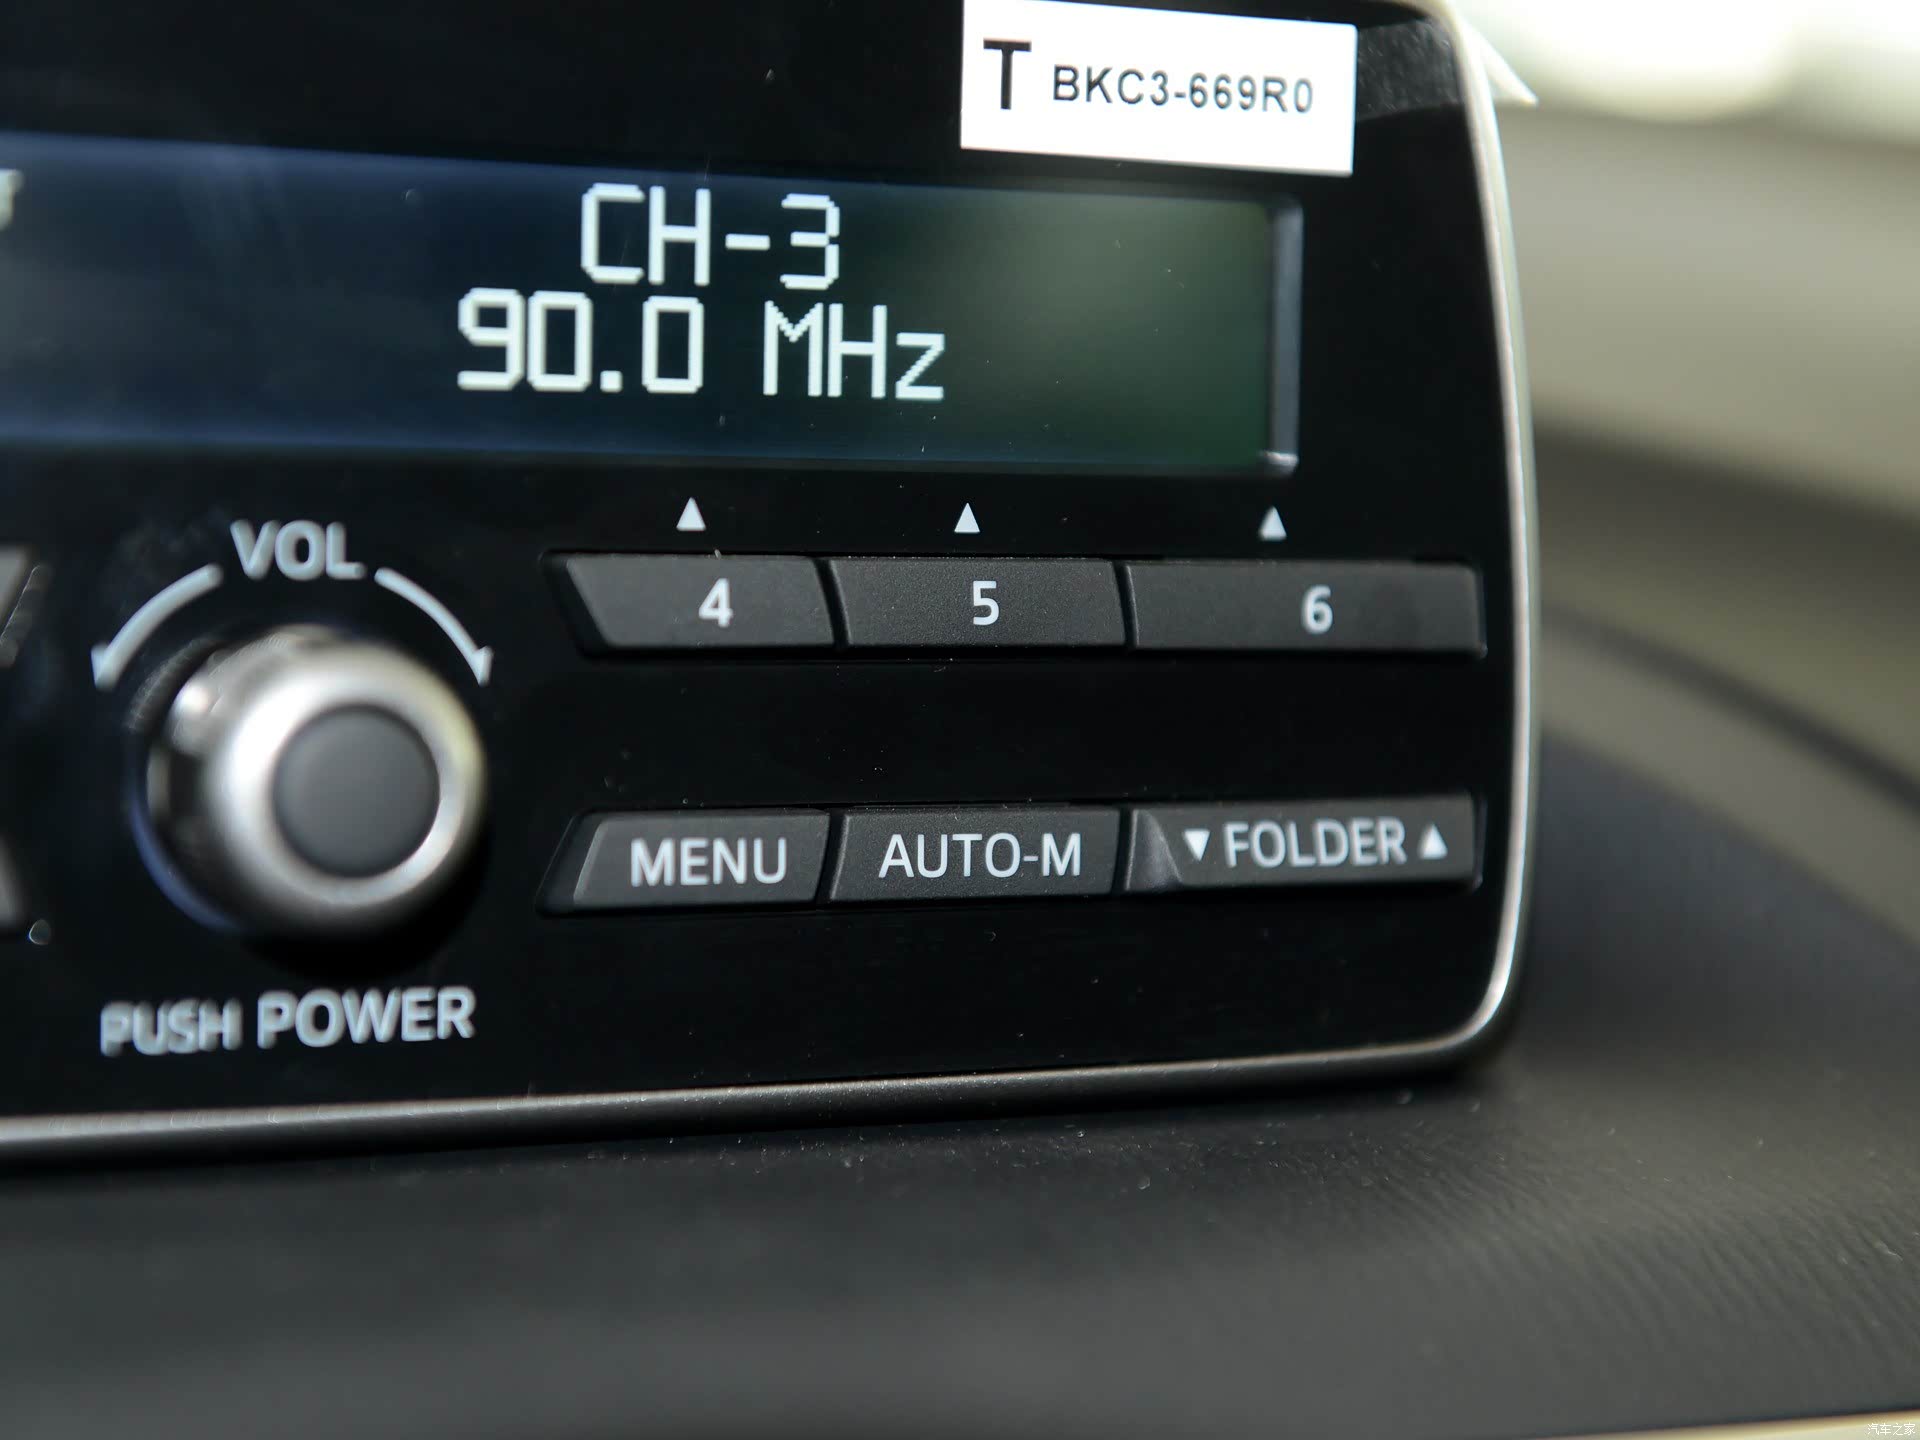 T BKC3-669R0
CH-3
90.0 MHz
VOL
4 5 6
MENU AUTO-M ▼ FOLDER ▲
PUSH POWER
汽车之家